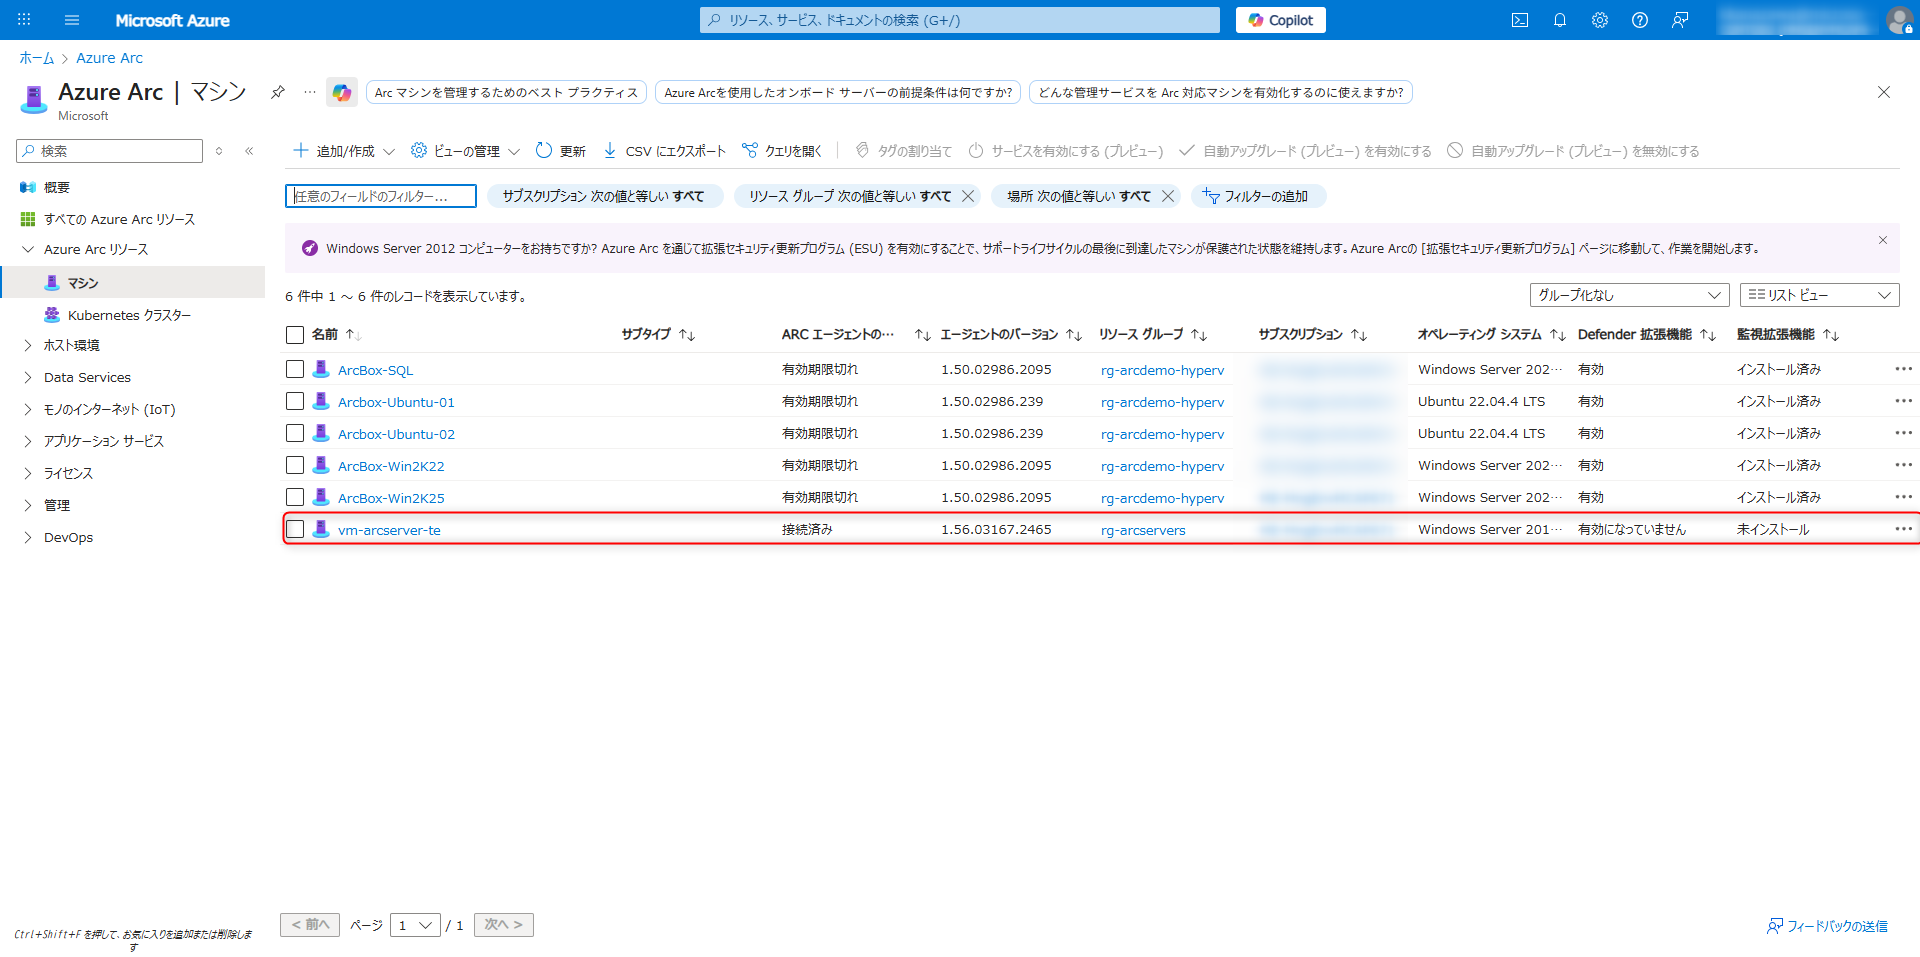 Microsoft Azure
リソース、サービス、ドキュメントの検索 (G+/)
Copilot
ホーム
Azure Arc
Azure Arc | マシン
Microsoft
Arc マシンを管理するためのベスト プラクティス
Azure Arcを使用したオンボード サーバーの前提条件は何ですか?
どんな管理サービスを Arc 対応マシンを有効化するのに使えますか?
検索
概要
すべての Azure Arc リソース
Azure Arc リソース
マシン
Kubernetes クラスター
ホスト環境
Data Services
モノのインターネット (IoT)
アプリケーション サービス
ライセンス
管理
DevOps
Ctrl+Shift+F を押して、お気に入りを追加または削除しま
す
追加/作成
ビューの管理
更新
CSV にエクスポート
クエリを開く
タグの割り当て
サービスを有効にする (プレビュー)
自動アップグレード (プレビュー) を有効にする
自動アップグレード (プレビュー) を無効にする
任意のフィールドのフィルター...
サブスクリプション 次の値と等しい すべて
リソース グループ 次の値と等しい すべて
場所 次の値と等しい すべて
フィルターの追加
Windows Server 2012 コンピューターをお持ちですか? Azure Arc を通じて拡張セキュリティ更新プログラム (ESU) を有効にすることで、サポートライフサイクルの最後に到達したマシンが保護された状態を維持します。Azure Arcの [拡張セキュリティ更新プログラム] ページに移動して、作業を開始します。
6 件中 1 ～ 6 件のレコードを表示しています。
グループ化なし
リスト ビュー
名前 サブタイプ ARC エージェントの… エージェントのバージョン リソース グループ サブスクリプション オペレーティング システム Defender 拡張機能 監視拡張機能
ArcBox-SQL 有効期限切れ 1.50.02986.2095 rg-arcdemo-hyperv Windows Server 202… 有効 インストール済み
Arcbox-Ubuntu-01 有効期限切れ 1.50.02986.239 rg-arcdemo-hyperv Ubuntu 22.04.4 LTS 有効 インストール済み
Arcbox-Ubuntu-02 有効期限切れ 1.50.02986.239 rg-arcdemo-hyperv Ubuntu 22.04.4 LTS 有効 インストール済み
ArcBox-Win2K22 有効期限切れ 1.50.02986.2095 rg-arcdemo-hyperv Windows Server 202… 有効 インストール済み
ArcBox-Win2K25 有効期限切れ 1.50.02986.2095 rg-arcdemo-hyperv Windows Server 202… 有効 インストール済み
vm-arcserver-te 接続済み 1.56.03167.2465 rg-arcservers Windows Server 201… 有効になっていません 未インストール
< 前へ ページ 1 / 1 次へ >
フィードバックの送信